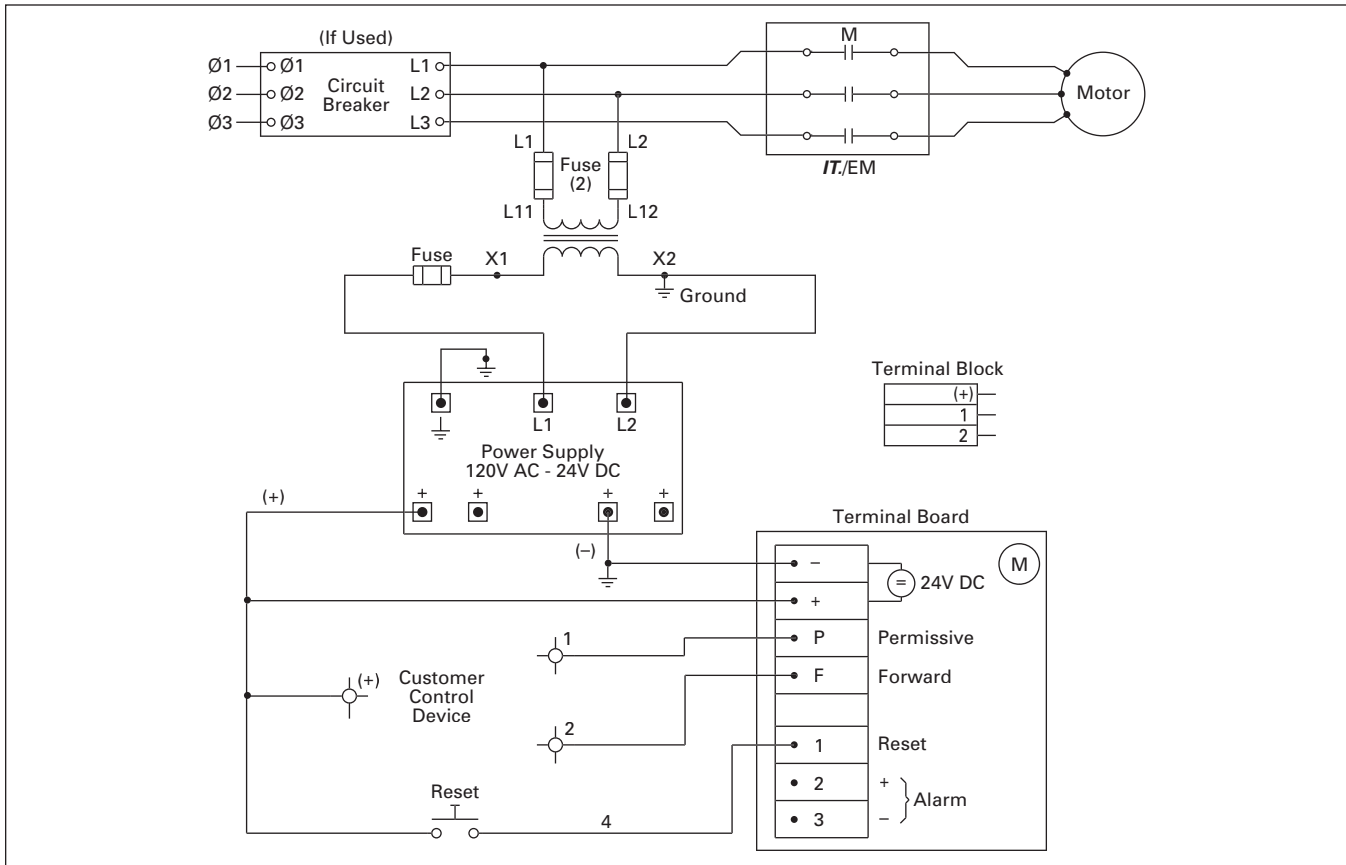 (If Used)
Ø1 Ø1 L1
Ø2 Ø2 L2
Ø3 Ø3 L3
Circuit
Breaker
M
IT./EM
Motor
L1 L2
Fuse
(2)
L11 L12
Fuse X1 X2
Ground
L1 L2
Power Supply
120V AC - 24V DC
+ + + +
(+)
(–)
Terminal Block
(+)
1
2
Terminal Board
M
– 24V DC
=
+
P Permissive
F Forward
1 Reset
2 +
3 –
Alarm
1
(+)
Customer
Control
Device
2
Reset
4